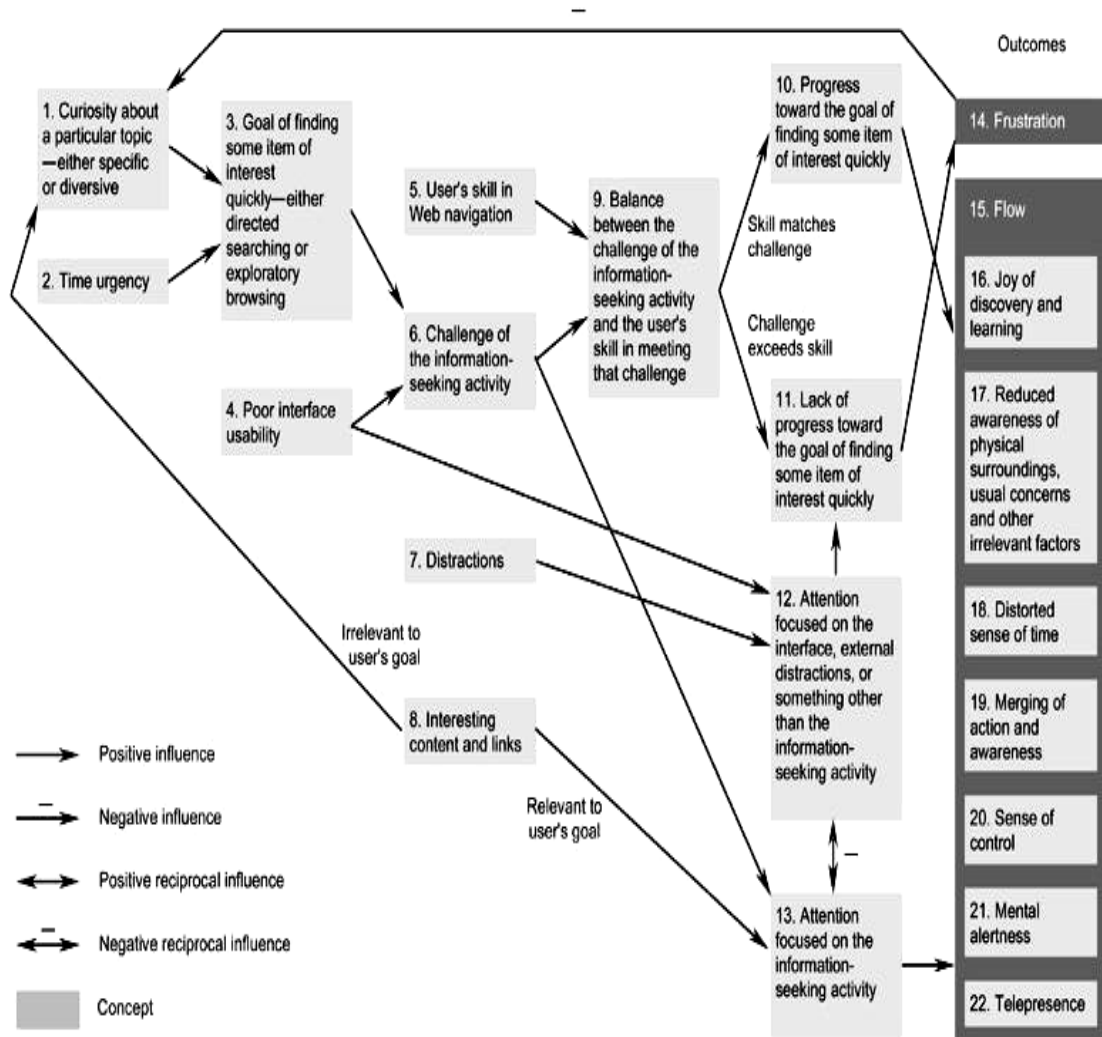 –
Outcomes
1. Curiosity about
a particular topic
—either specific
or diversive
2. Time urgency
3. Goal of finding
some item of
interest
quickly—either
directed
searching or
exploratory
browsing
4. Poor interface
usability
5. User's skill in
Web navigation
6. Challenge of
the information-
seeking activity
7. Distractions
Irrelevant to
user's goal
8. Interesting
content and links
Relevant to
user's goal
9. Balance
between the
challenge of the
information-
seeking activity
and the user's
skill in meeting
that challenge
Skill matches
challenge
Challenge
exceeds skill
10. Progress
toward the goal of
finding some item
of interest quickly
11. Lack of
progress toward
the goal of finding
some item of
interest quickly
12. Attention
focused on the
interface, external
distractions, or
something other
than the
information-
seeking activity
–
13. Attention
focused on the
information-
seeking activity
14. Frustration
15. Flow
16. Joy of
discovery and
learning
17. Reduced
awareness of
physical
surroundings,
usual concerns
and other
irrelevant factors
18. Distorted
sense of time
19. Merging of
action and
awareness
20. Sense of
control
21. Mental
alertness
22. Telepresence
Positive influence
–
Negative influence
Positive reciprocal influence
–
Negative reciprocal influence
Concept